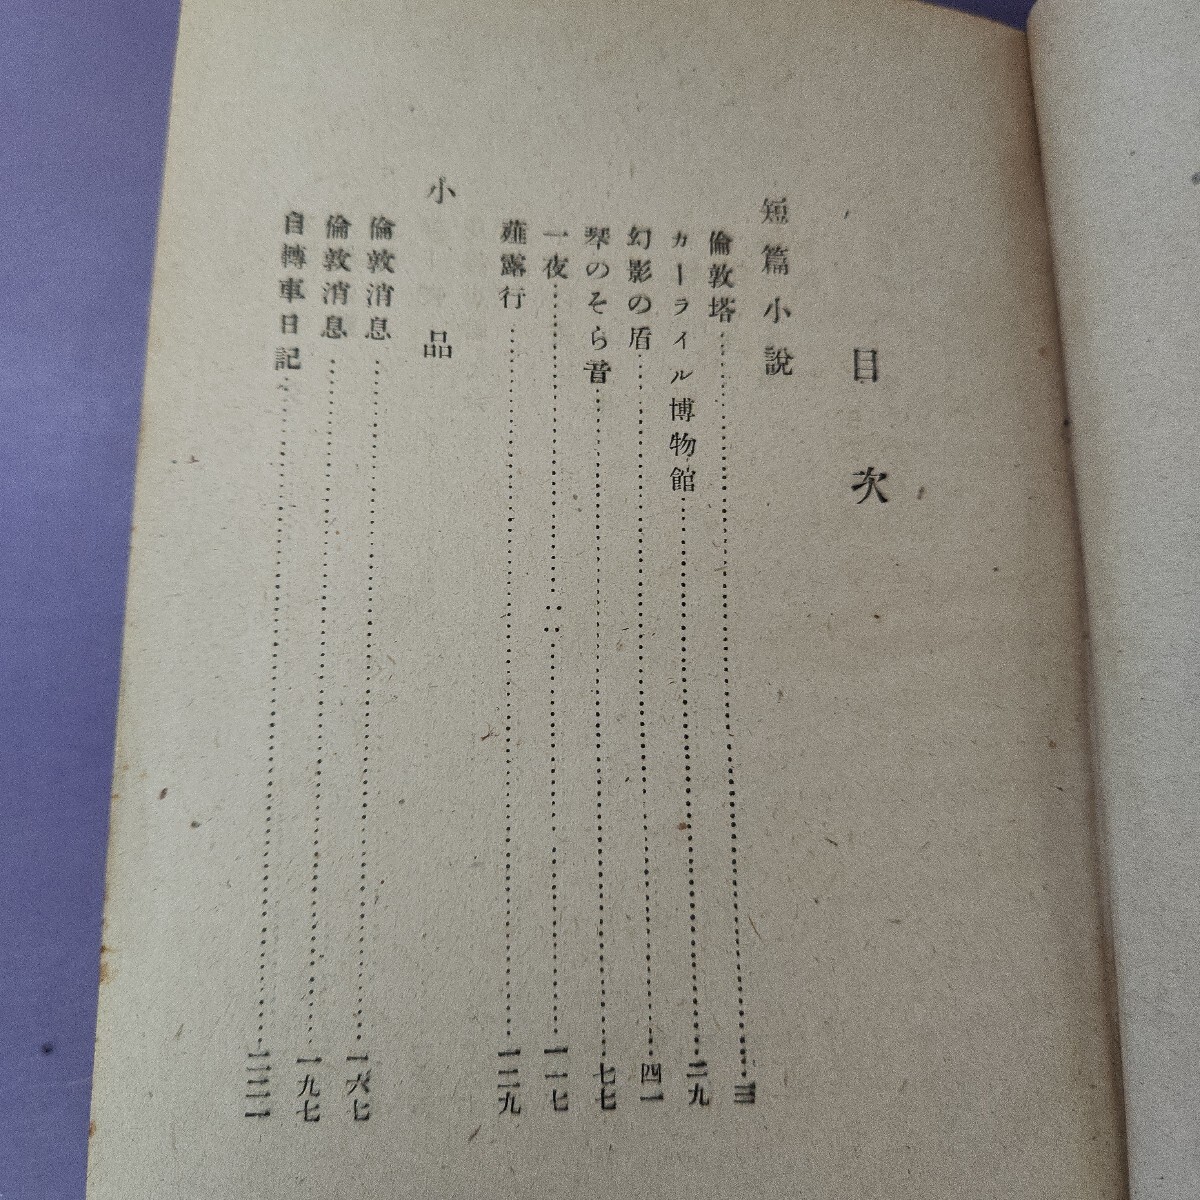 目次
短篇小說
倫敦塔……三
カーライル博物館……二九
幻影の盾……四一
琴のそら音……七七
一夜……一一七
薤露行……一二九
小品
倫敦消息……一六七
倫敦消息……一九七
自轉車日記……二二一